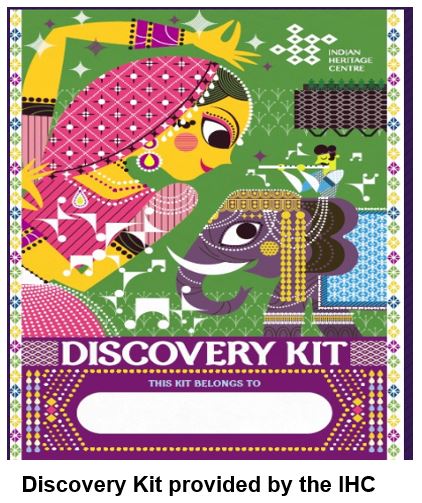 INDIAN
HERITAGE
CENTRE
DISCOVERY KIT
THIS KIT BELONGS TO
Discovery Kit provided by the IHC